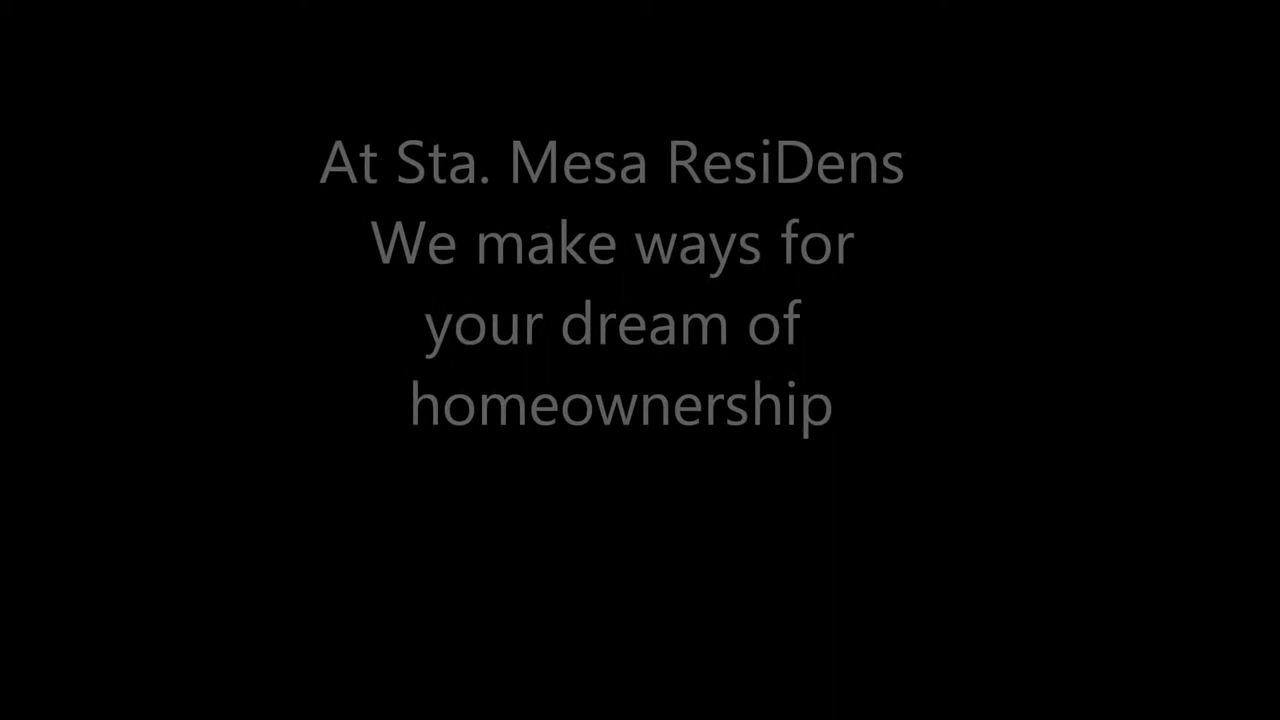 At Sta. Mesa ResiDens
We make ways for
your dream of
homeownership